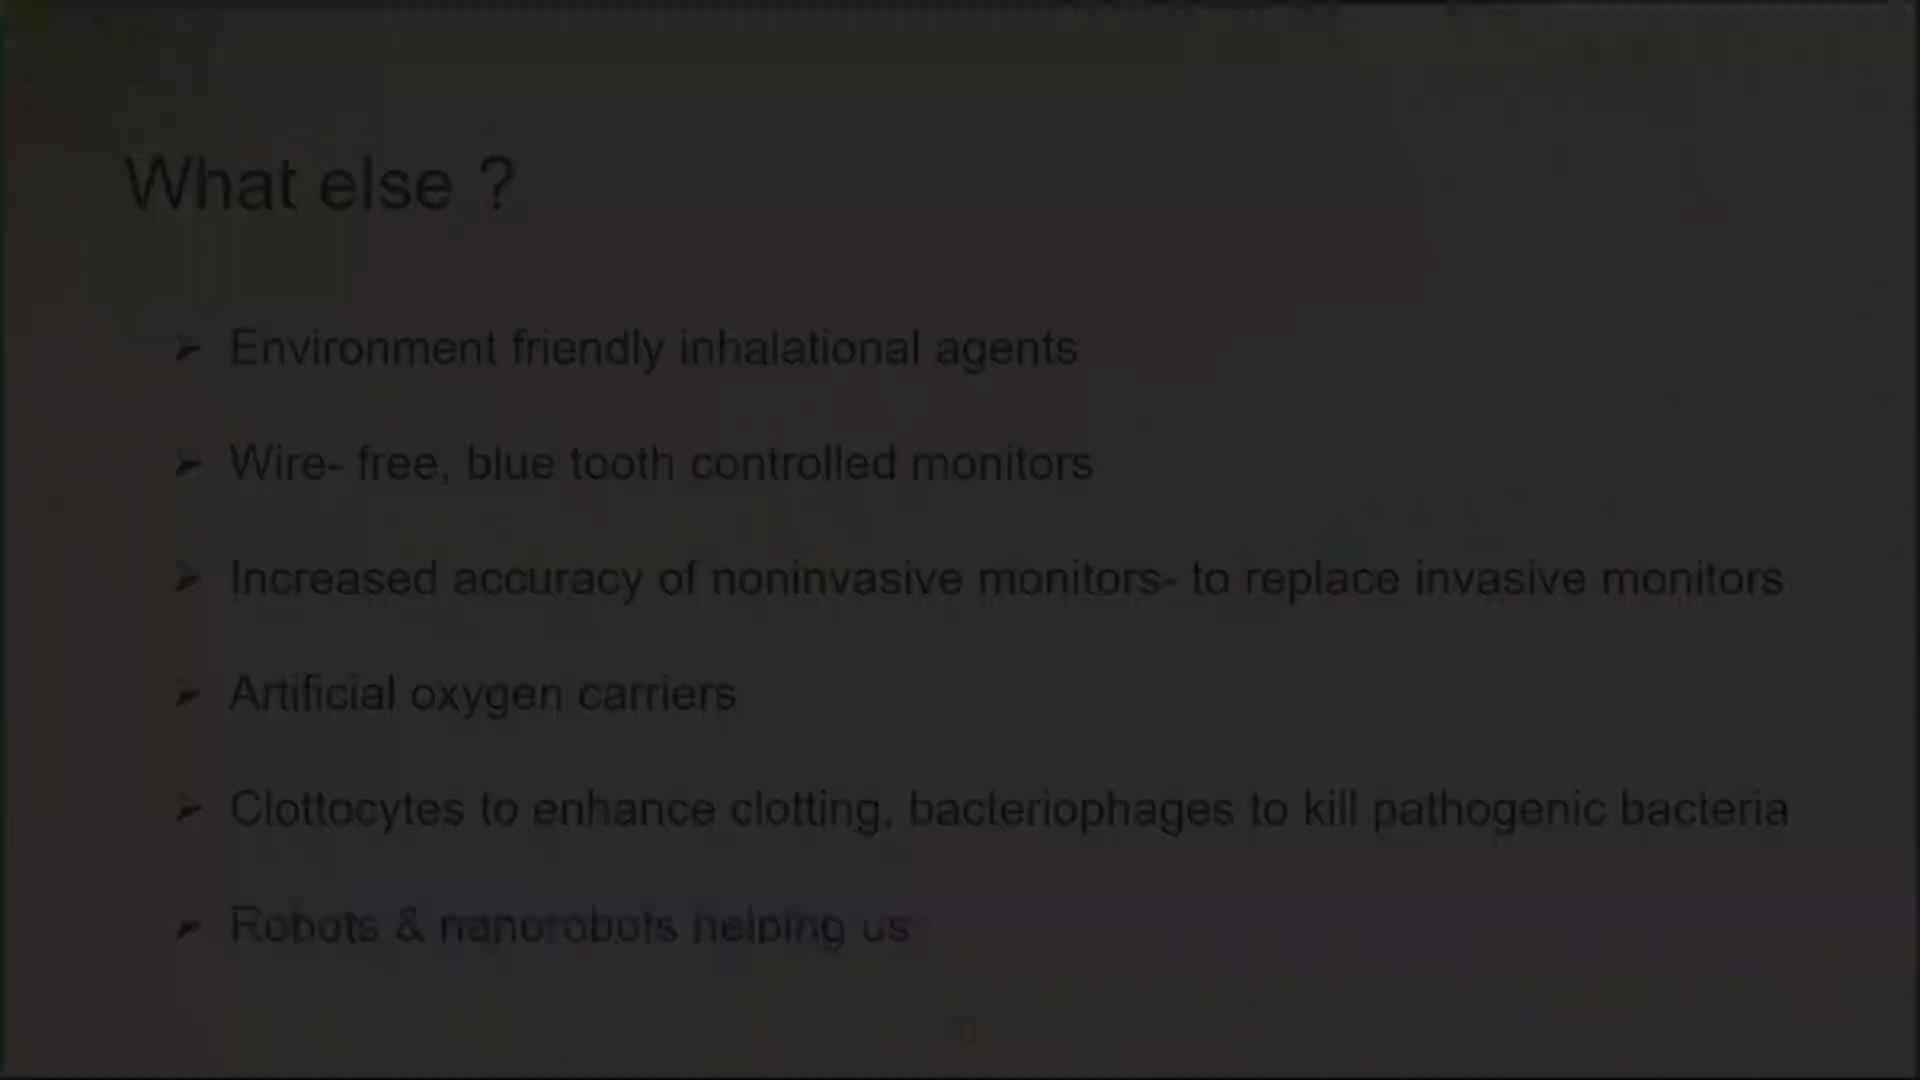 What else ?
➢ Environment friendly inhalational agents
➢ Wire- free, blue tooth controlled monitors
➢ Increased accuracy of noninvasive monitors- to replace invasive monitors
➢ Artificial oxygen carriers
➢ Clottocytes to enhance clotting, bacteriophages to kill pathogenic bacteria
➢ Robots & nanorobots helping us